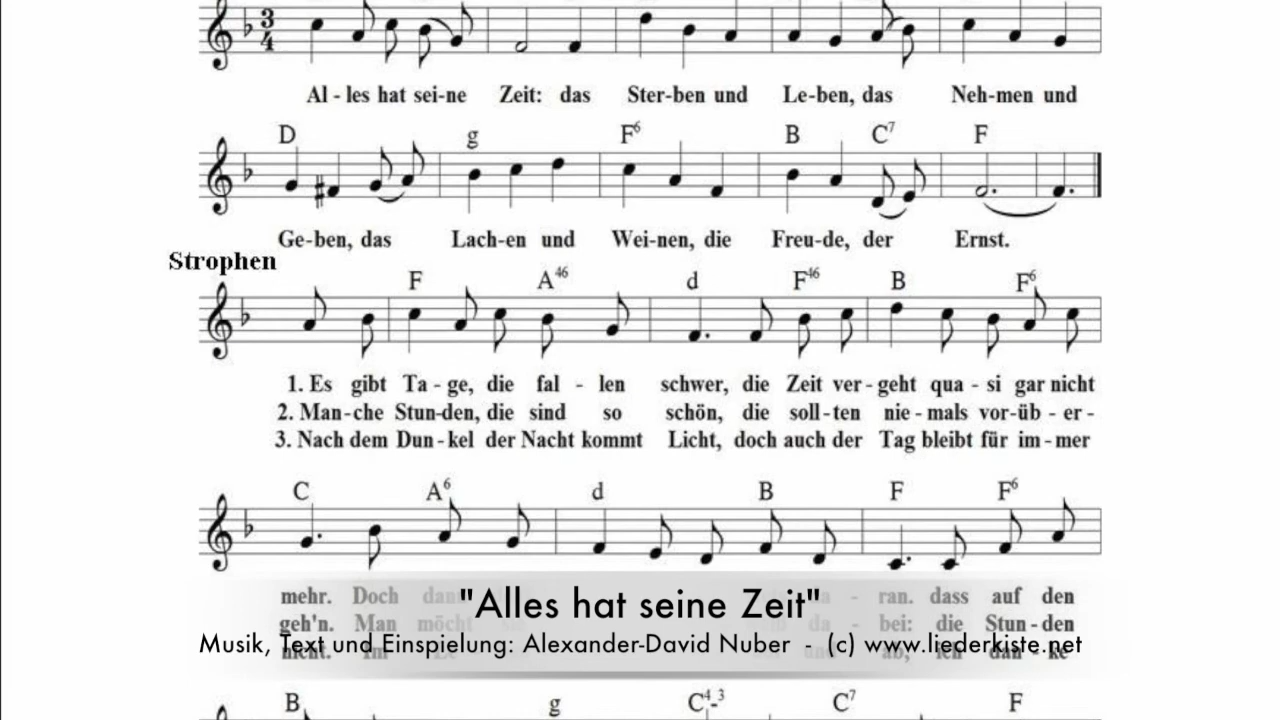 3
4
Al - les hat sei-ne Zeit: das Ster-ben und Le-ben, das Neh-men und
D g F6 B C7 F
Ge-ben, das Lach-en und Wei-nen, die Freu-de, der Ernst.
Strophen
F A46 d F46 B F6
1. Es gibt Ta - ge, die fal - len schwer, die Zeit ver - geht qua - si gar nicht
2. Man-che Stun-den, die sind so schön, die soll-ten nie - mals vor-üb - er -
3. Nach dem Dun - kel der Nacht kommt Licht, doch auch der Tag bleibt für im - mer
C A6 d B F F6
mehr. Doch - ran. dass auf den
"Alles hat seine Zeit"
geh'n. Man möcht - bei: die Stun - den
Musik, Text und Einspielung: Alexander-David Nuber - (c) www.liederkiste.net
nicht.
B g C4-3 C7 F